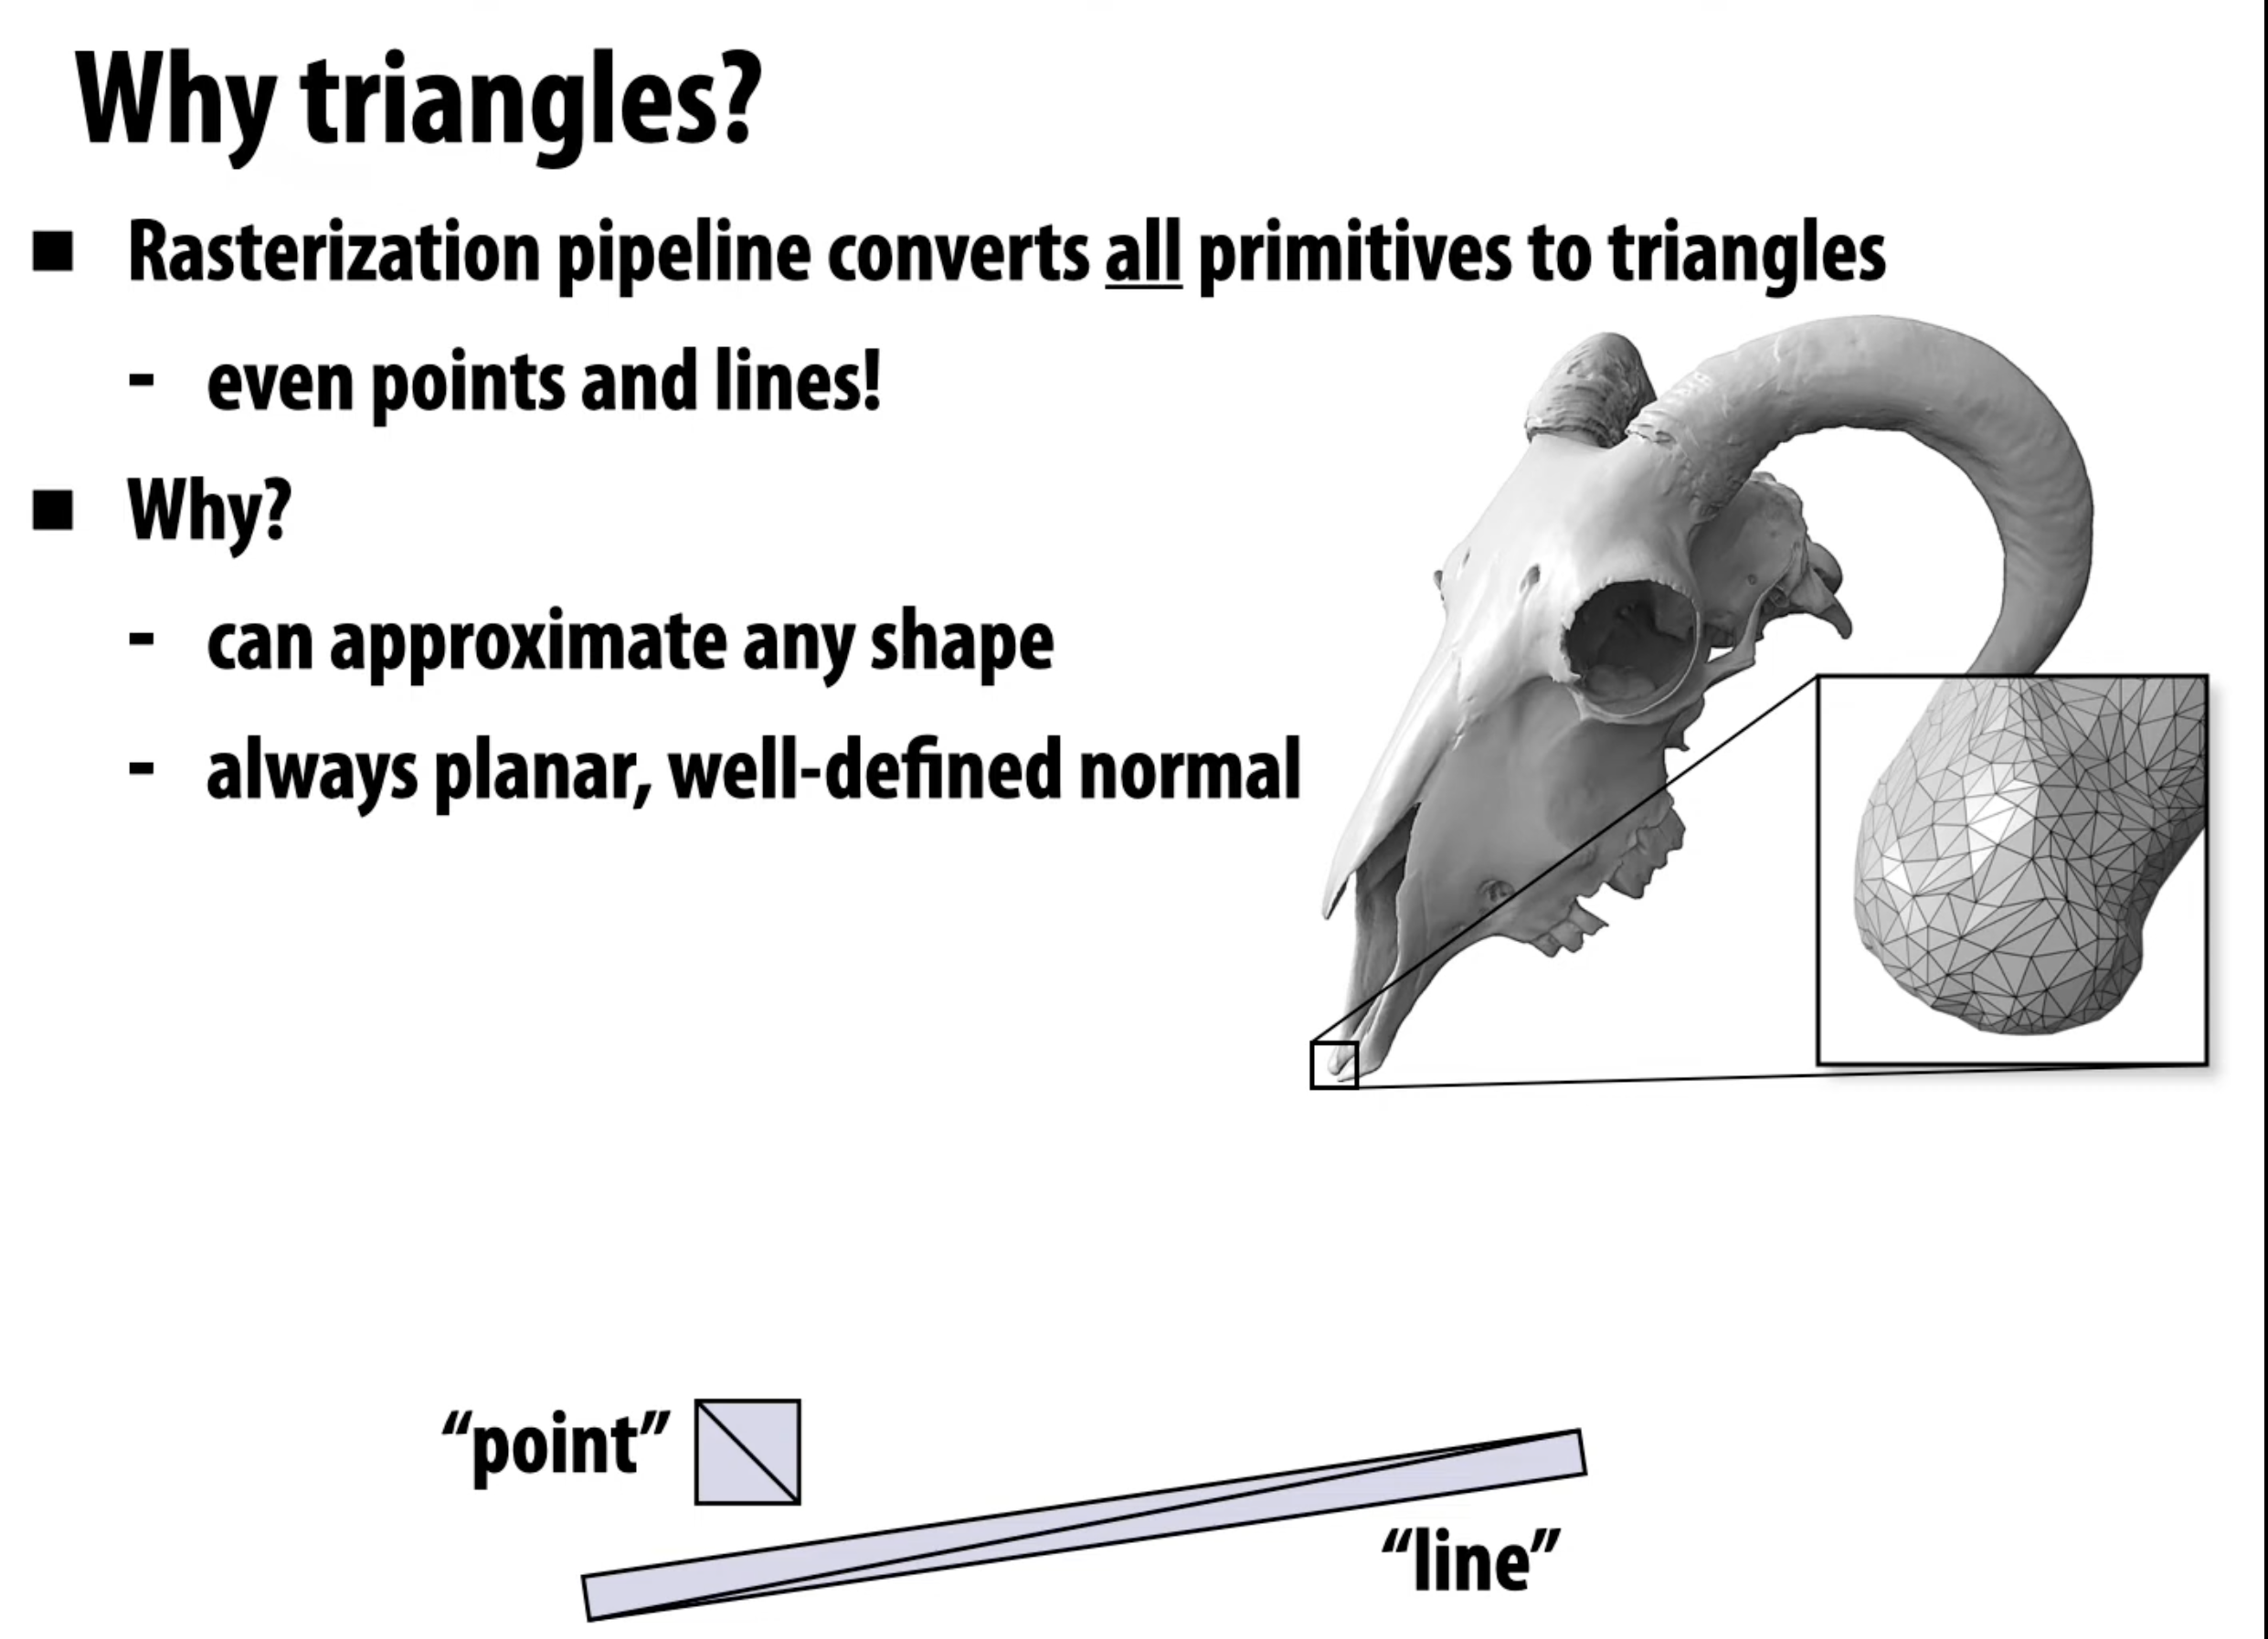 Why triangles?
■ Rasterization pipeline converts all primitives to triangles
- even points and lines!
■ Why?
- can approximate any shape
- always planar, well-defined normal
“point”
“line”